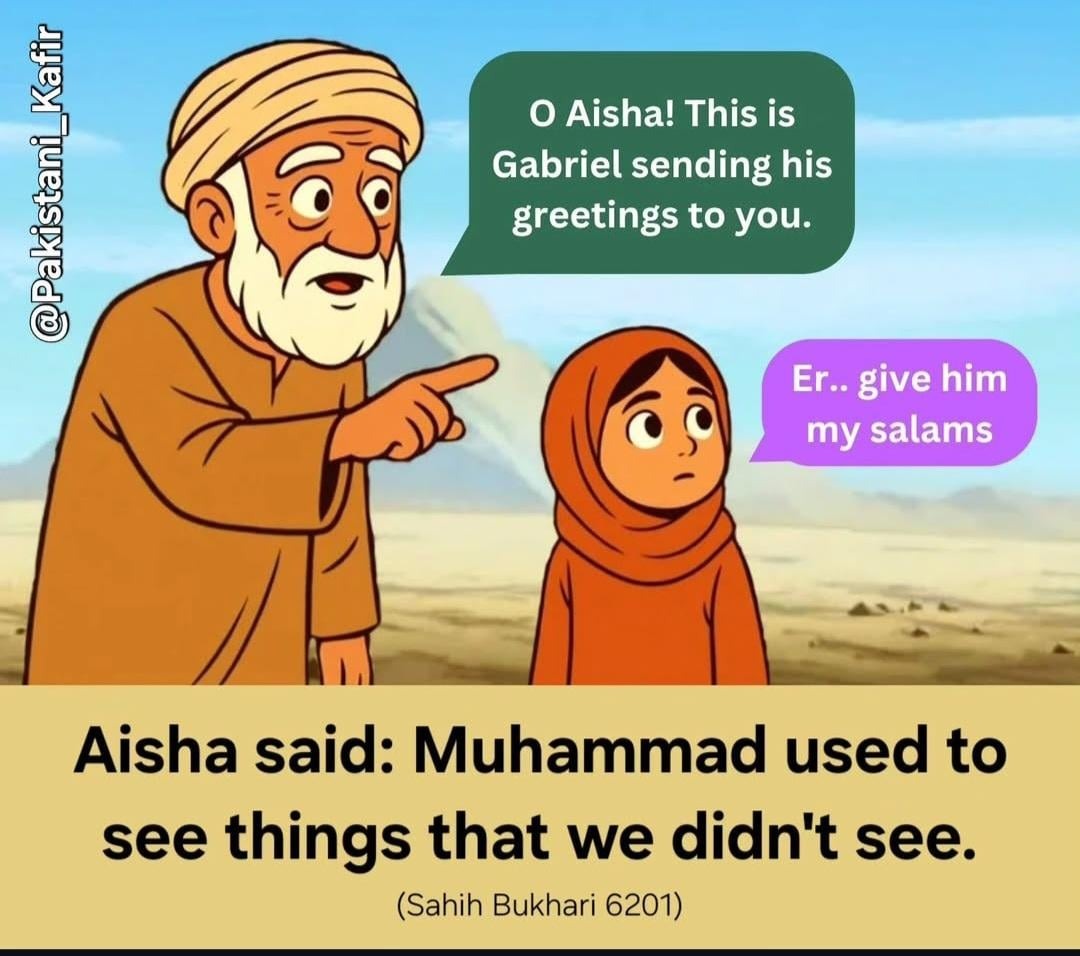 @Pakistani_Kafir
O Aisha! This is
Gabriel sending his
greetings to you.
Er.. give him
my salams
Aisha said: Muhammad used to
see things that we didn't see.
(Sahih Bukhari 6201)